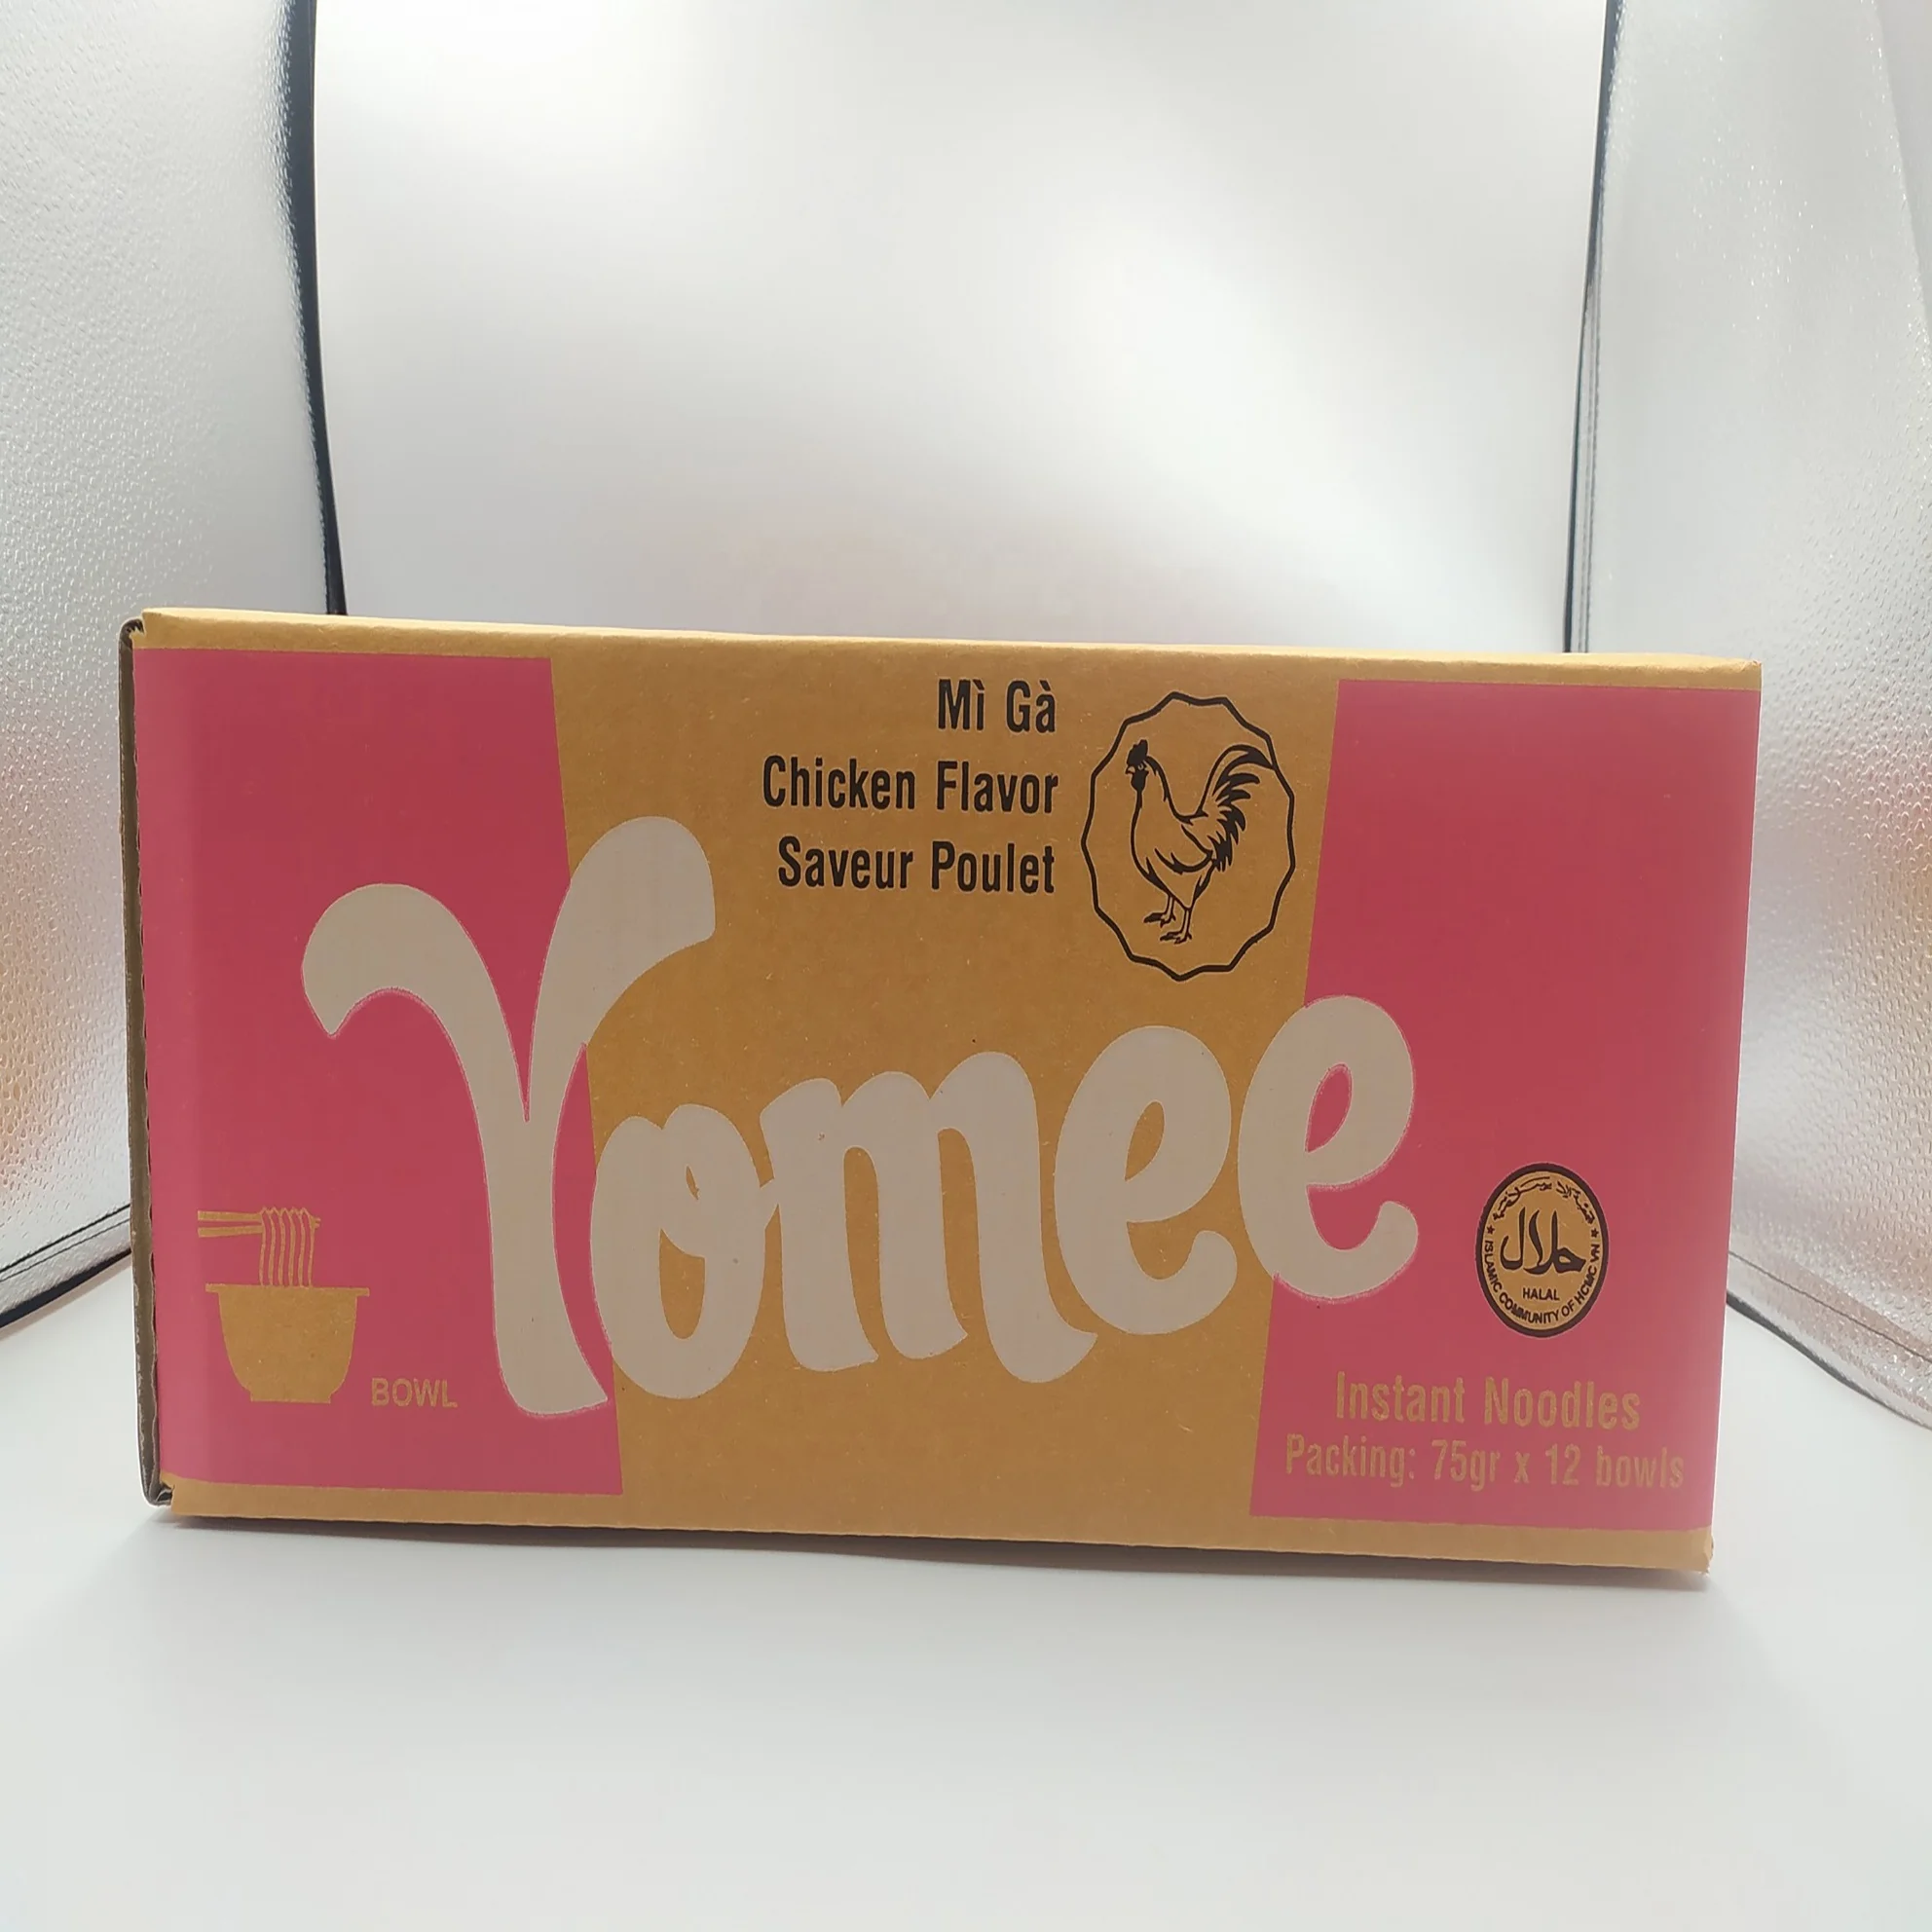 Mì Gà
Chicken Flavor
Saveur Poulet
Yomee
BOWL
حلال
HALAL
★ ISLAMIC COMMUNITY OF HCMC VN ★
Instant Noodles
Packing: 75gr x 12 bowls